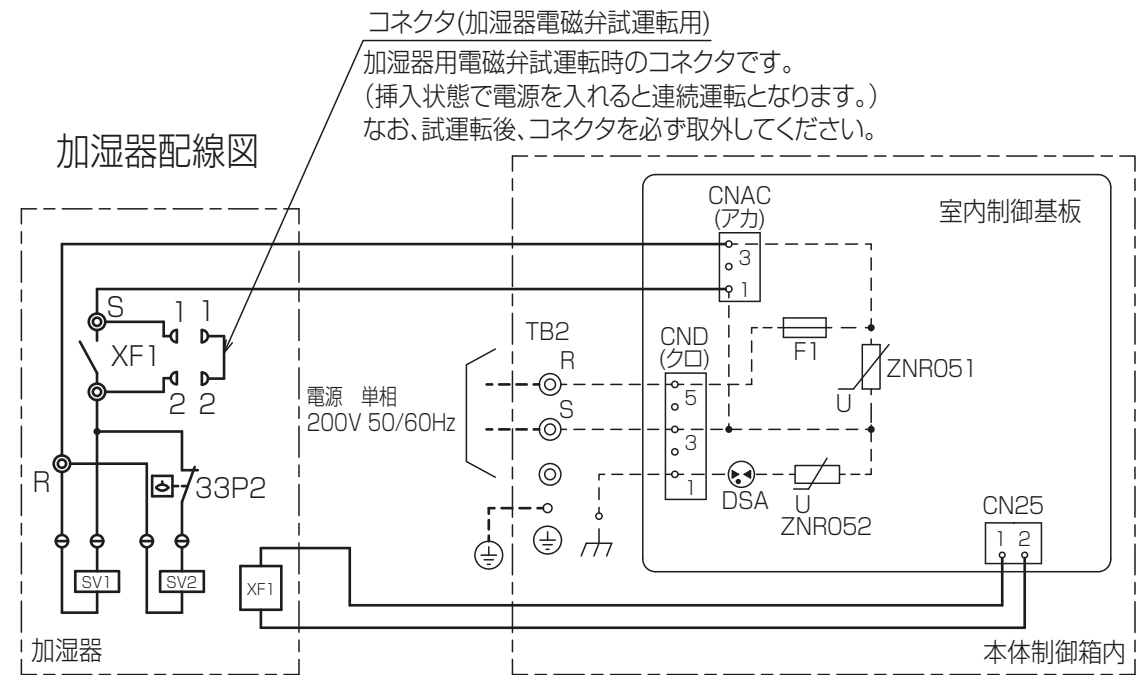 コネクタ(加湿器電磁弁試運転用)
加湿器用電磁弁試運転時のコネクタです。
(挿入状態で電源を入れると連続運転となります。)
なお、試運転後、コネクタを必ず取外してください。
加湿器配線図
CNAC
(アカ)
3
1
室内制御基板
S
1 1
XF1
2 2
R
33P2
SV1
SV2
XF1
加湿器
電源 単相
200V 50/60Hz
TB2
R
S
CND
(クロ)
5
3
1
F1
ZNR051
U
DSA
U
ZNR052
CN25
1 2
本体制御箱内